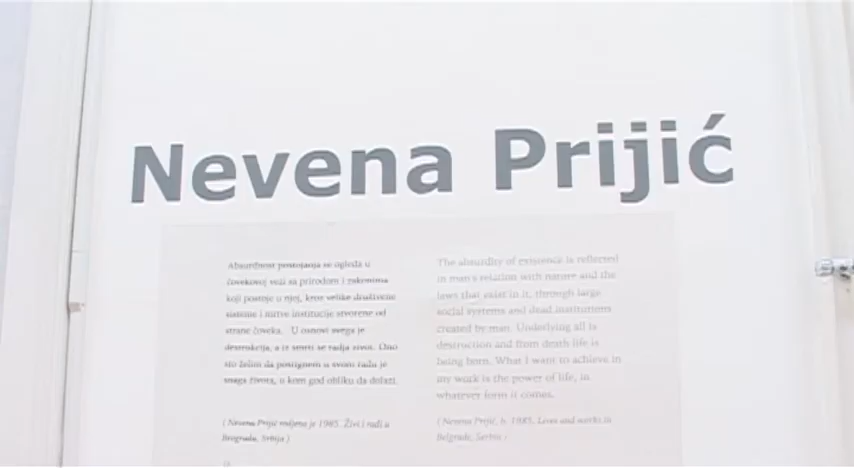 Nevena Prijić
Absurdnost postojanja se ogleda u
čovekovoj vezi sa prirodom i zakonima
koji postoje u njoj, kroz velike društvene
sisteme i mrtve institucije stvorene od
strane čoveka. U osnovi svega je
destrukcija, a iz smrti se radja zivot. Ono
sto želim da postignem u svom radu je
snaga života, u kom god obliku da dolazi.
( Nevena Prijić rodjena je 1985. Živi i radi u
Beogradu, Srbija )
The absurdity of existence is reflected
in man's relation with nature and the
laws that exist in it, through large
social systems and dead institutions
created by man. Underlying all is
destruction and from death life is
being born. What I want to achieve in
my work is the power of life, in
whatever form it comes.
( Nevena Prijić, b. 1985. Lives and works in
Belgrade, Serbia )